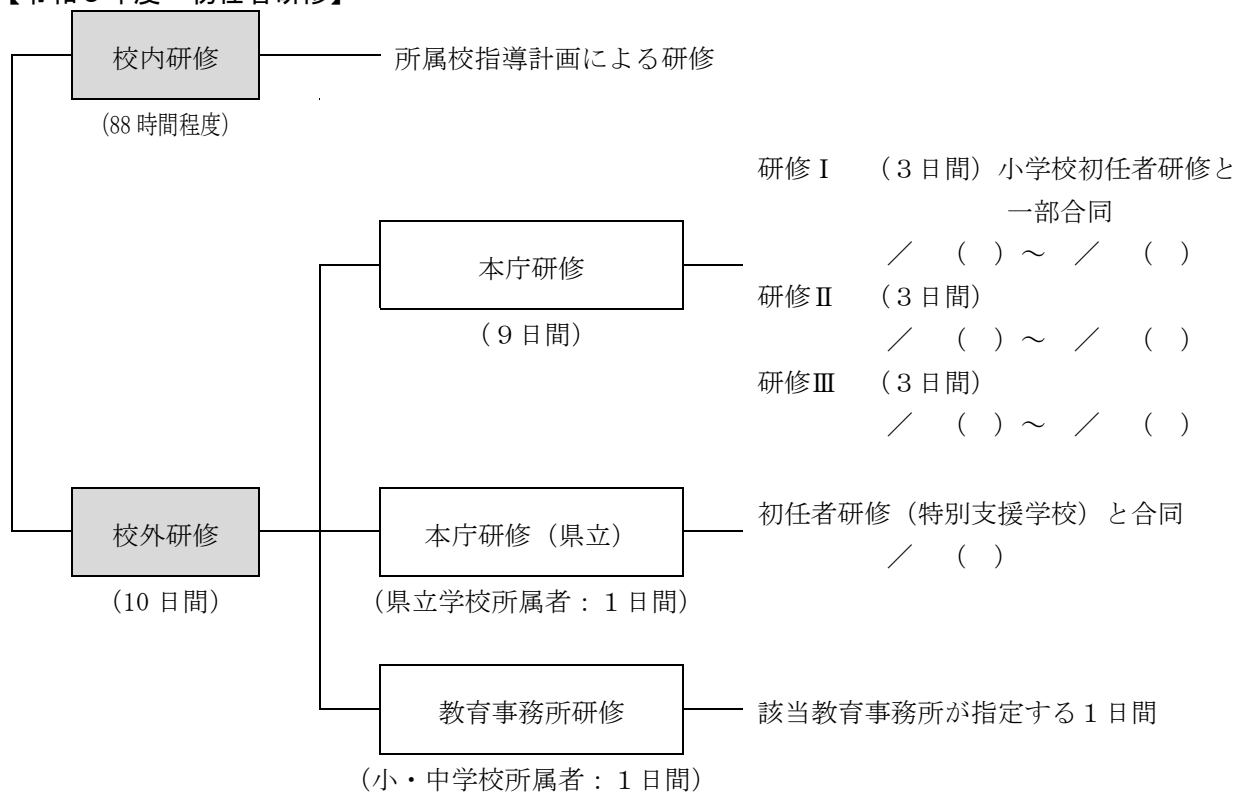 校内研修
所属校指導計画による研修
(88 時間程度)
研修Ⅰ （３日間）小学校初任者研修と
一部合同
／ （ ）～ ／ （ ）
本庁研修
（９日間）
研修Ⅱ （３日間）
／ （ ）～ ／ （ ）
研修Ⅲ （３日間）
／ （ ）～ ／ （ ）
校外研修
（10 日間）
本庁研修（県立）
（県立学校所属者：１日間）
初任者研修（特別支援学校）と合同
／ （ ）
教育事務所研修
（小・中学校所属者：１日間）
該当教育事務所が指定する１日間